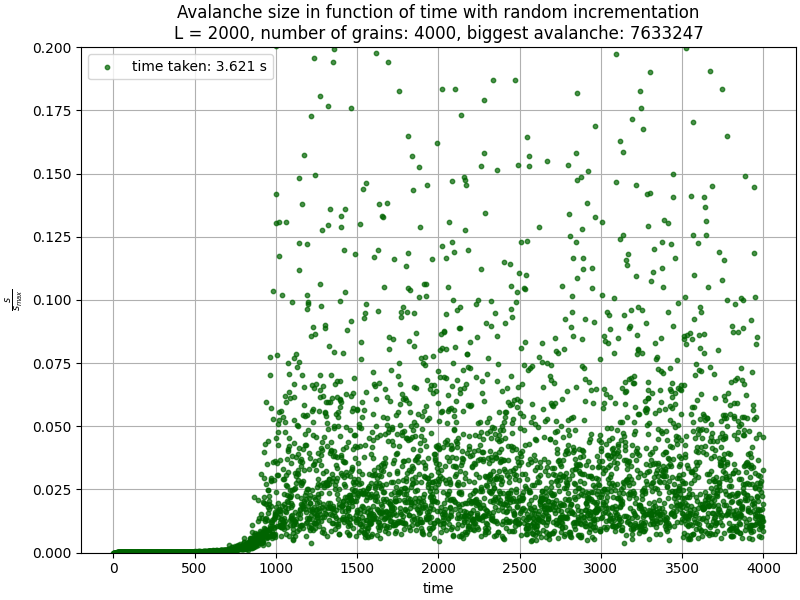 Avalanche size in function of time with random incrementation
L = 2000, number of grains: 4000, biggest avalanche: 7633247
time taken: 3.621 s
0.200
0.175
0.150
0.125
0.100
0.075
0.050
0.025
0.000
s
s_max
0 500 1000 1500 2000 2500 3000 3500 4000
time